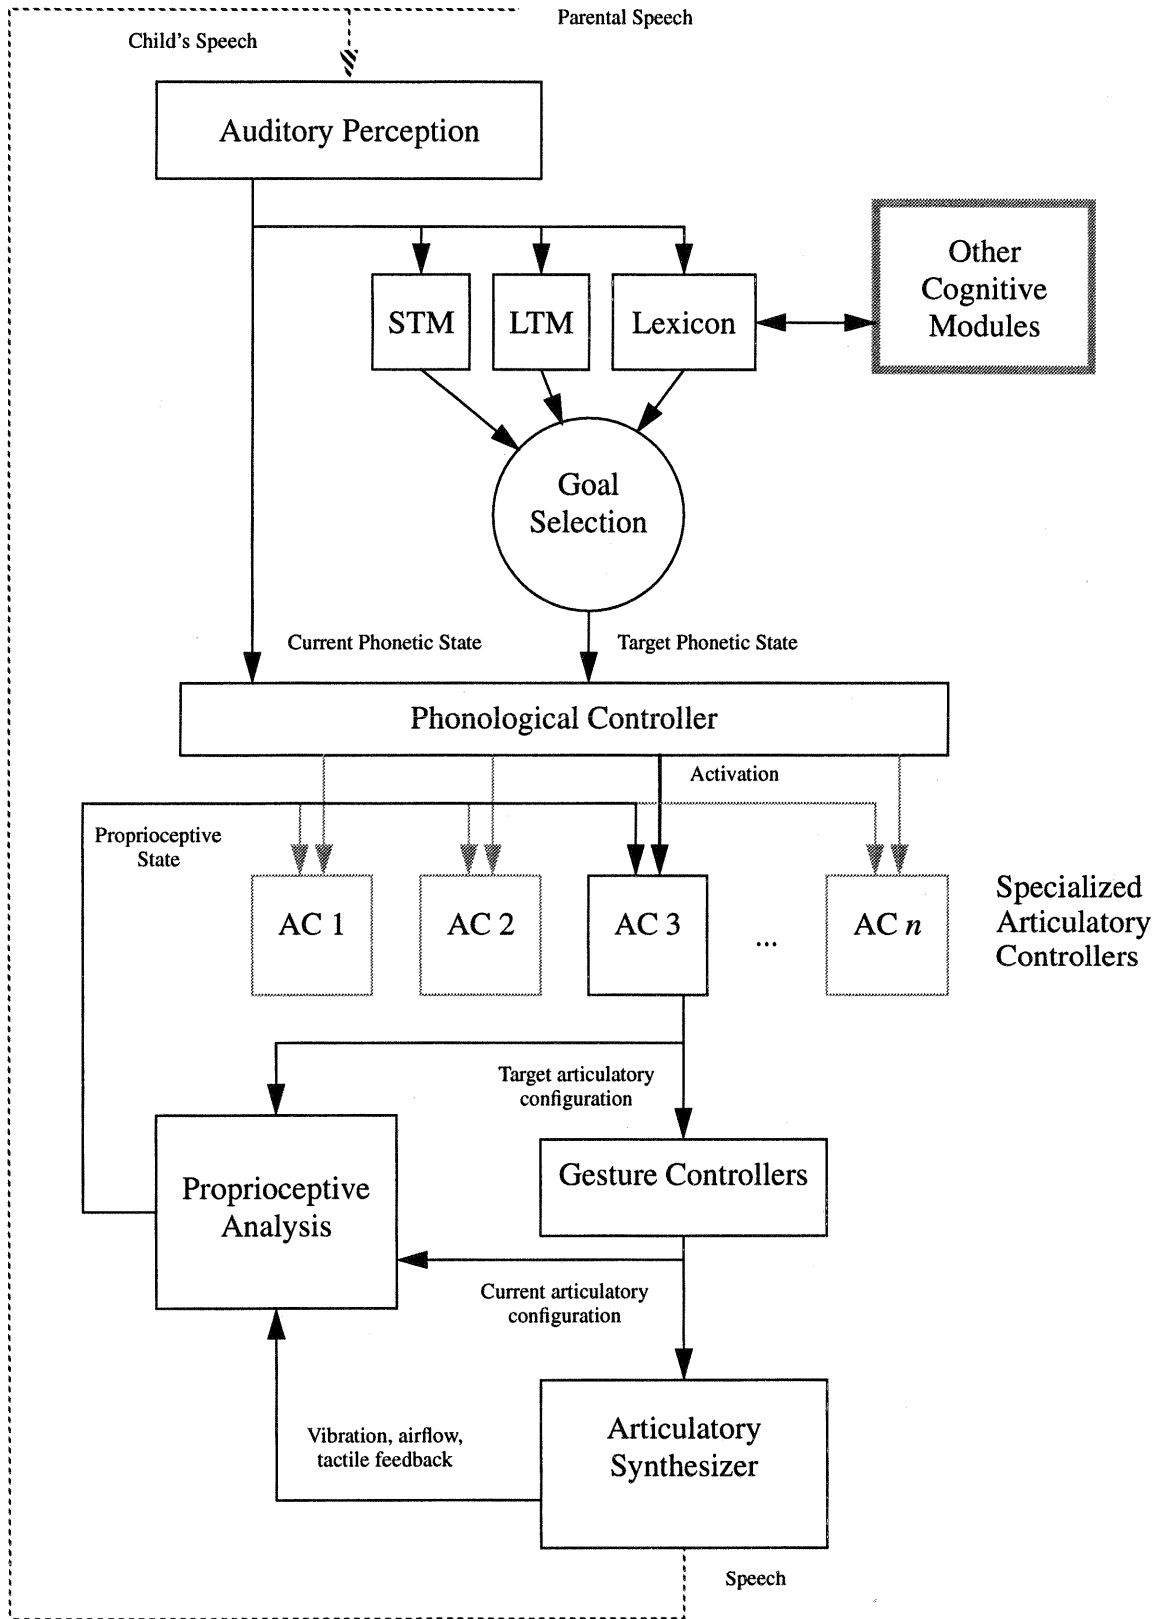 Parental Speech
Child's Speech
Auditory Perception
Other
Cognitive
Modules
STM
LTM
Lexicon
Goal
Selection
Current Phonetic State
Target Phonetic State
Phonological Controller
Activation
Proprioceptive
State
AC 1
AC 2
AC 3
...
AC n
Specialized
Articulatory
Controllers
Target articulatory
configuration
Proprioceptive
Analysis
Gesture Controllers
Current articulatory
configuration
Vibration, airflow,
tactile feedback
Articulatory
Synthesizer
Speech